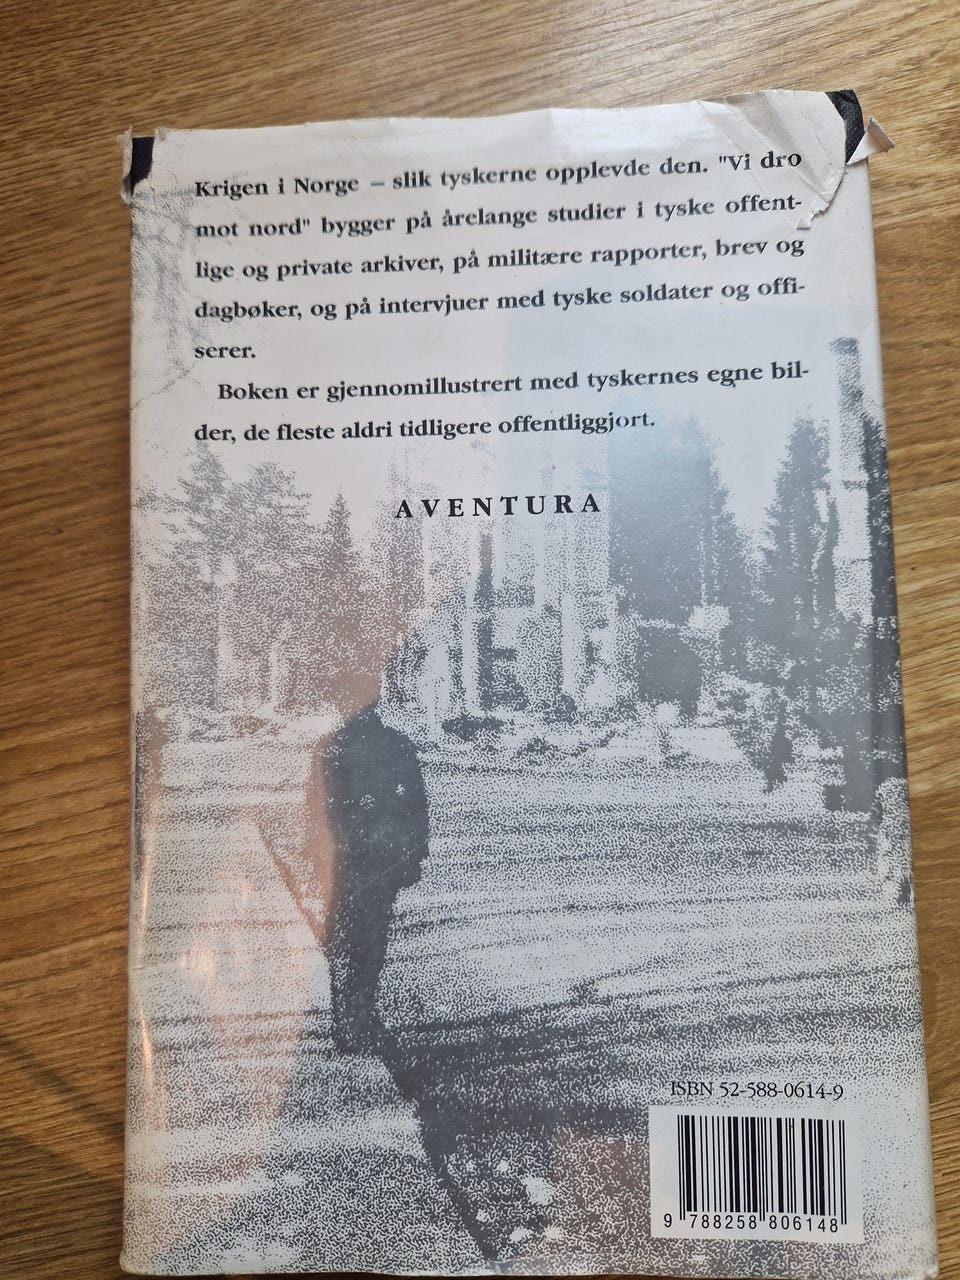 Krigen i Norge – slik tyskerne opplevde den. "Vi dro
mot nord" bygger på årelange studier i tyske offent-
lige og private arkiver, på militære rapporter, brev og
dagbøker, og på intervjuer med tyske soldater og offi-
serer.
Boken er gjennomillustrert med tyskernes egne bil-
der, de fleste aldri tidligere offentliggjort.
AVENTURA
ISBN 52-588-0614-9
9 788258 806148